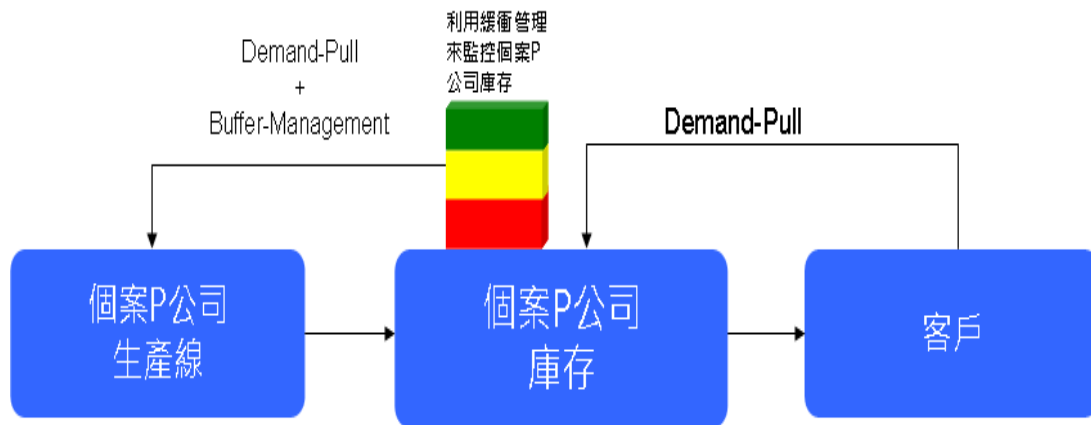 利用緩衝管理
來監控個案P
公司庫存
Demand-Pull
+
Buffer-Management
Demand-Pull
個案P公司
生產線
個案P公司
庫存
客戶